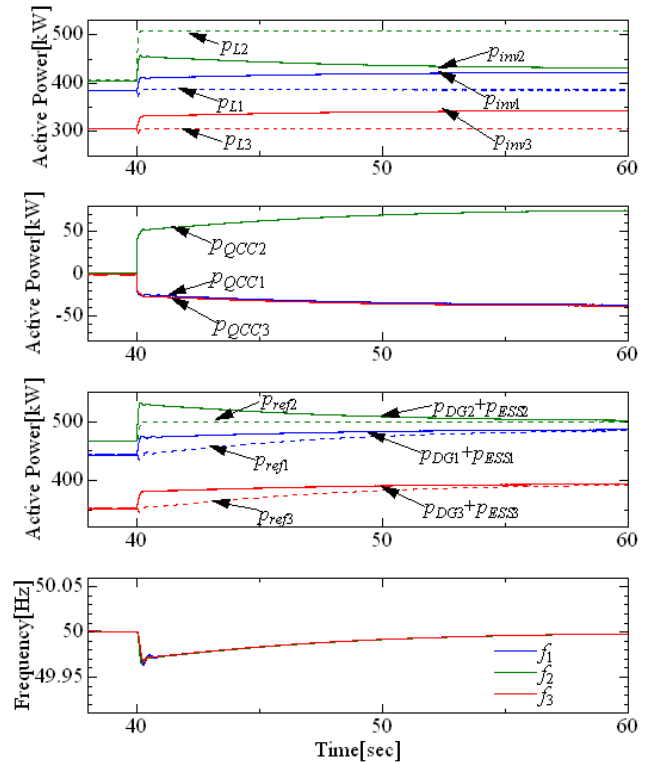 Active Power[kW]
500
400
300
p_L2
p_inv2
p_L1
p_inv1
p_L3
p_inv3
40
50
60
Active Power[kW]
50
0
-50
p_QCC2
p_QCC1
p_QCC3
40
50
60
Active Power[kW]
500
400
p_ref2
p_DG2+p_ESS2
p_ref1
p_DG1+p_ESS1
p_ref3
p_DG3+p_ESS3
40
50
60
Frequency[Hz]
50.05
50
49.95
f_1
f_2
f_3
40
50
60
Time[sec]